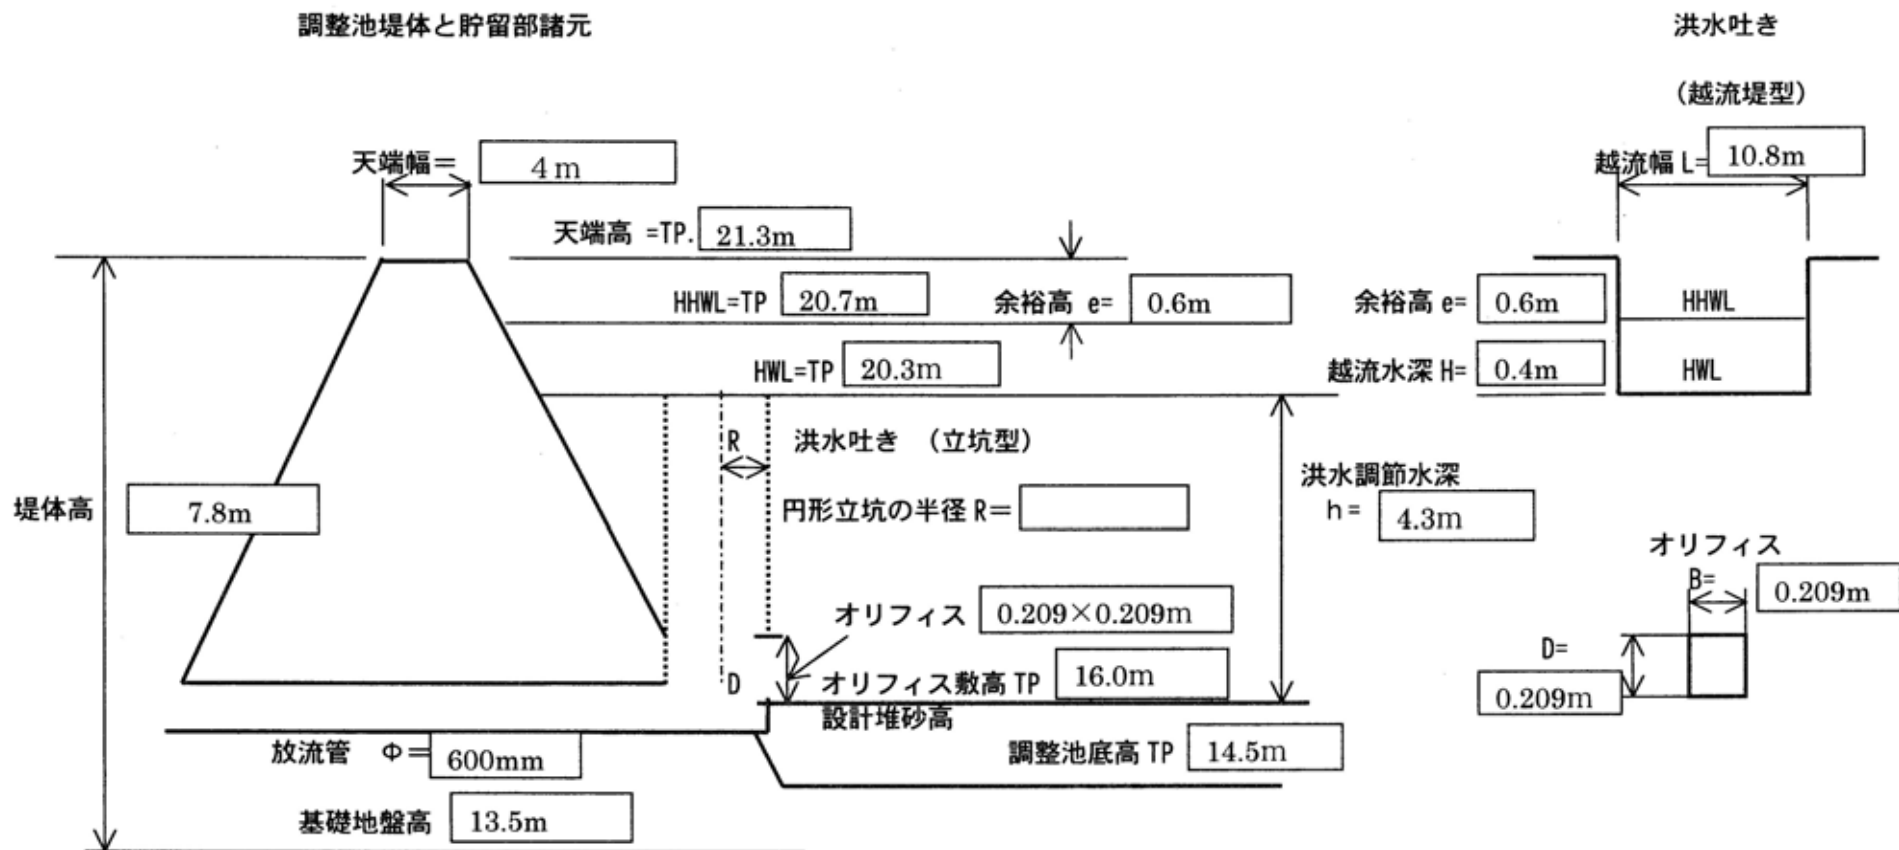 調整池堤体と貯留部諸元
洪水吐き
（越流堤型）
天端幅＝ 4m
越流幅 L= 10.8m
天端高 =TP. 21.3m
HHWL=TP 20.7m
余裕高 e= 0.6m
余裕高 e= 0.6m
HHWL
HWL=TP 20.3m
越流水深 H= 0.4m
HWL
R
洪水吐き （立坑型）
洪水調節水深
h= 4.3m
堤体高 7.8m
円形立坑の半径 R＝
オリフィス
B= 0.209m
オリフィス 0.209×0.209m
D= 0.209m
D
オリフィス敷高 TP 16.0m
設計堆砂高
放流管 Φ＝ 600mm
調整池底高 TP 14.5m
基礎地盤高 13.5m